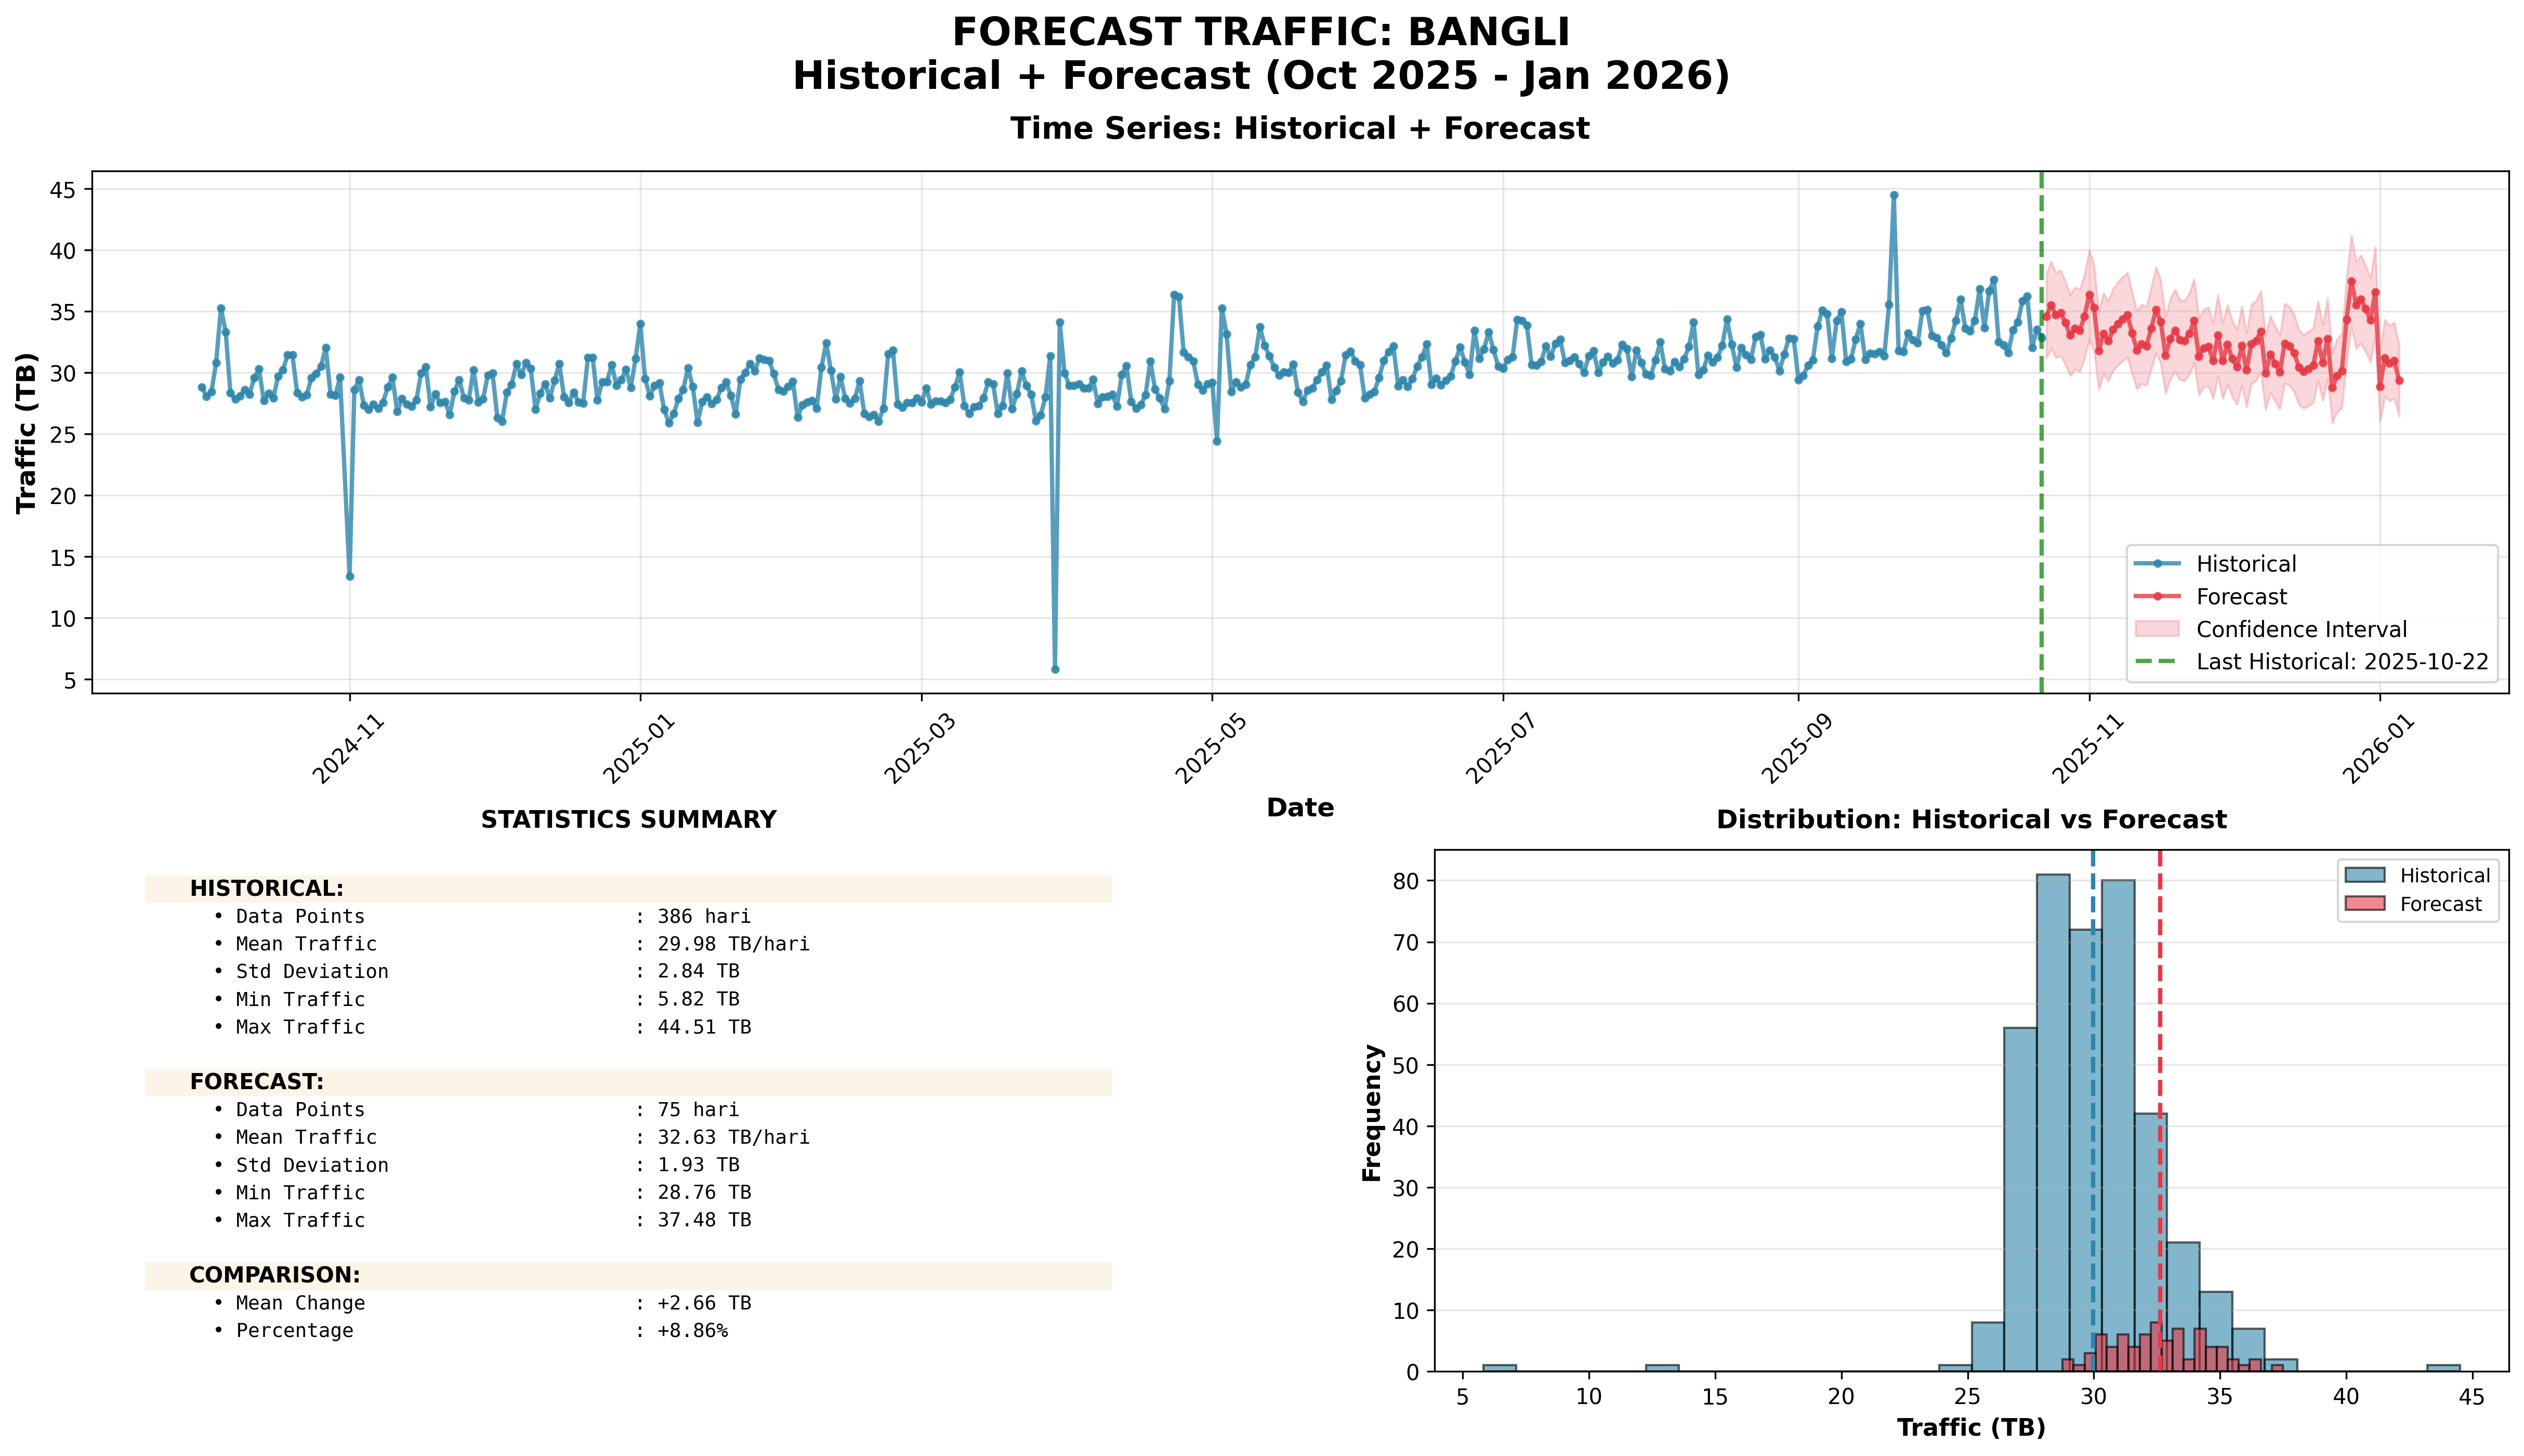 FORECAST TRAFFIC: BANGLI
Historical + Forecast (Oct 2025 - Jan 2026)
Time Series: Historical + Forecast
Traffic (TB)
45
40
35
30
25
20
15
10
5
Historical
Forecast
Confidence Interval
Last Historical: 2025-10-22
2024-11
2025-01
2025-03
2025-05
2025-07
2025-09
2025-11
2026-01
Date
STATISTICS SUMMARY
HISTORICAL:
• Data Points : 386 hari
• Mean Traffic : 29.98 TB/hari
• Std Deviation : 2.84 TB
• Min Traffic : 5.82 TB
• Max Traffic : 44.51 TB
FORECAST:
• Data Points : 75 hari
• Mean Traffic : 32.63 TB/hari
• Std Deviation : 1.93 TB
• Min Traffic : 28.76 TB
• Max Traffic : 37.48 TB
COMPARISON:
• Mean Change : +2.66 TB
• Percentage : +8.86%
Distribution: Historical vs Forecast
Frequency
80
70
60
50
40
30
20
10
0
Historical
Forecast
5
10
15
20
25
30
35
40
45
Traffic (TB)